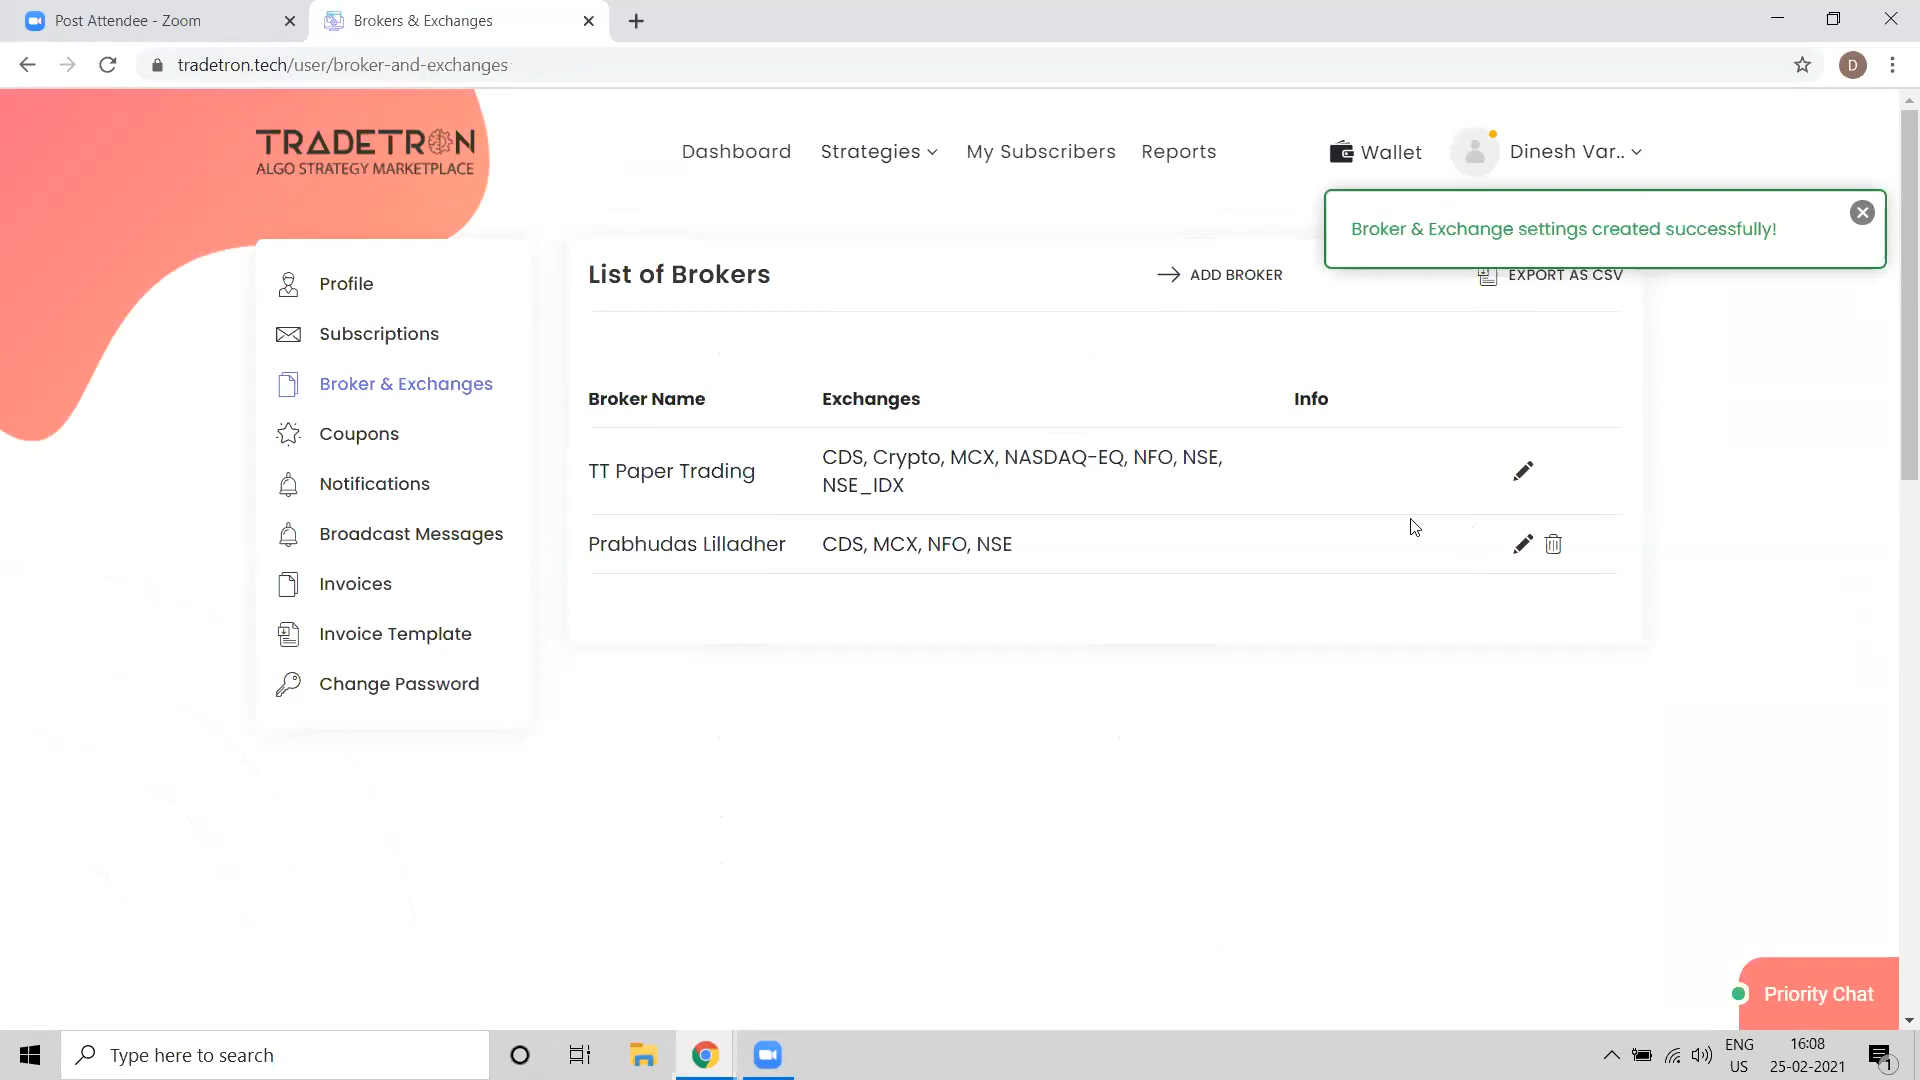 Post Attendee - Zoom
Brokers & Exchanges
tradetron.tech/user/broker-and-exchanges
D
TRADETRON
ALGO STRATEGY MARKETPLACE
Dashboard
Strategies
My Subscribers
Reports
Wallet
Dinesh Var..
Broker & Exchange settings created successfully!
Profile
Subscriptions
Broker & Exchanges
Coupons
Notifications
Broadcast Messages
Invoices
Invoice Template
Change Password
List of Brokers
ADD BROKER
EXPORT AS CSV
Broker Name
Exchanges
Info
TT Paper Trading
CDS, Crypto, MCX, NASDAQ-EQ, NFO, NSE,
NSE_IDX
Prabhudas Lilladher
CDS, MCX, NFO, NSE
Priority Chat
Type here to search
ENG
US
16:08
25-02-2021
1